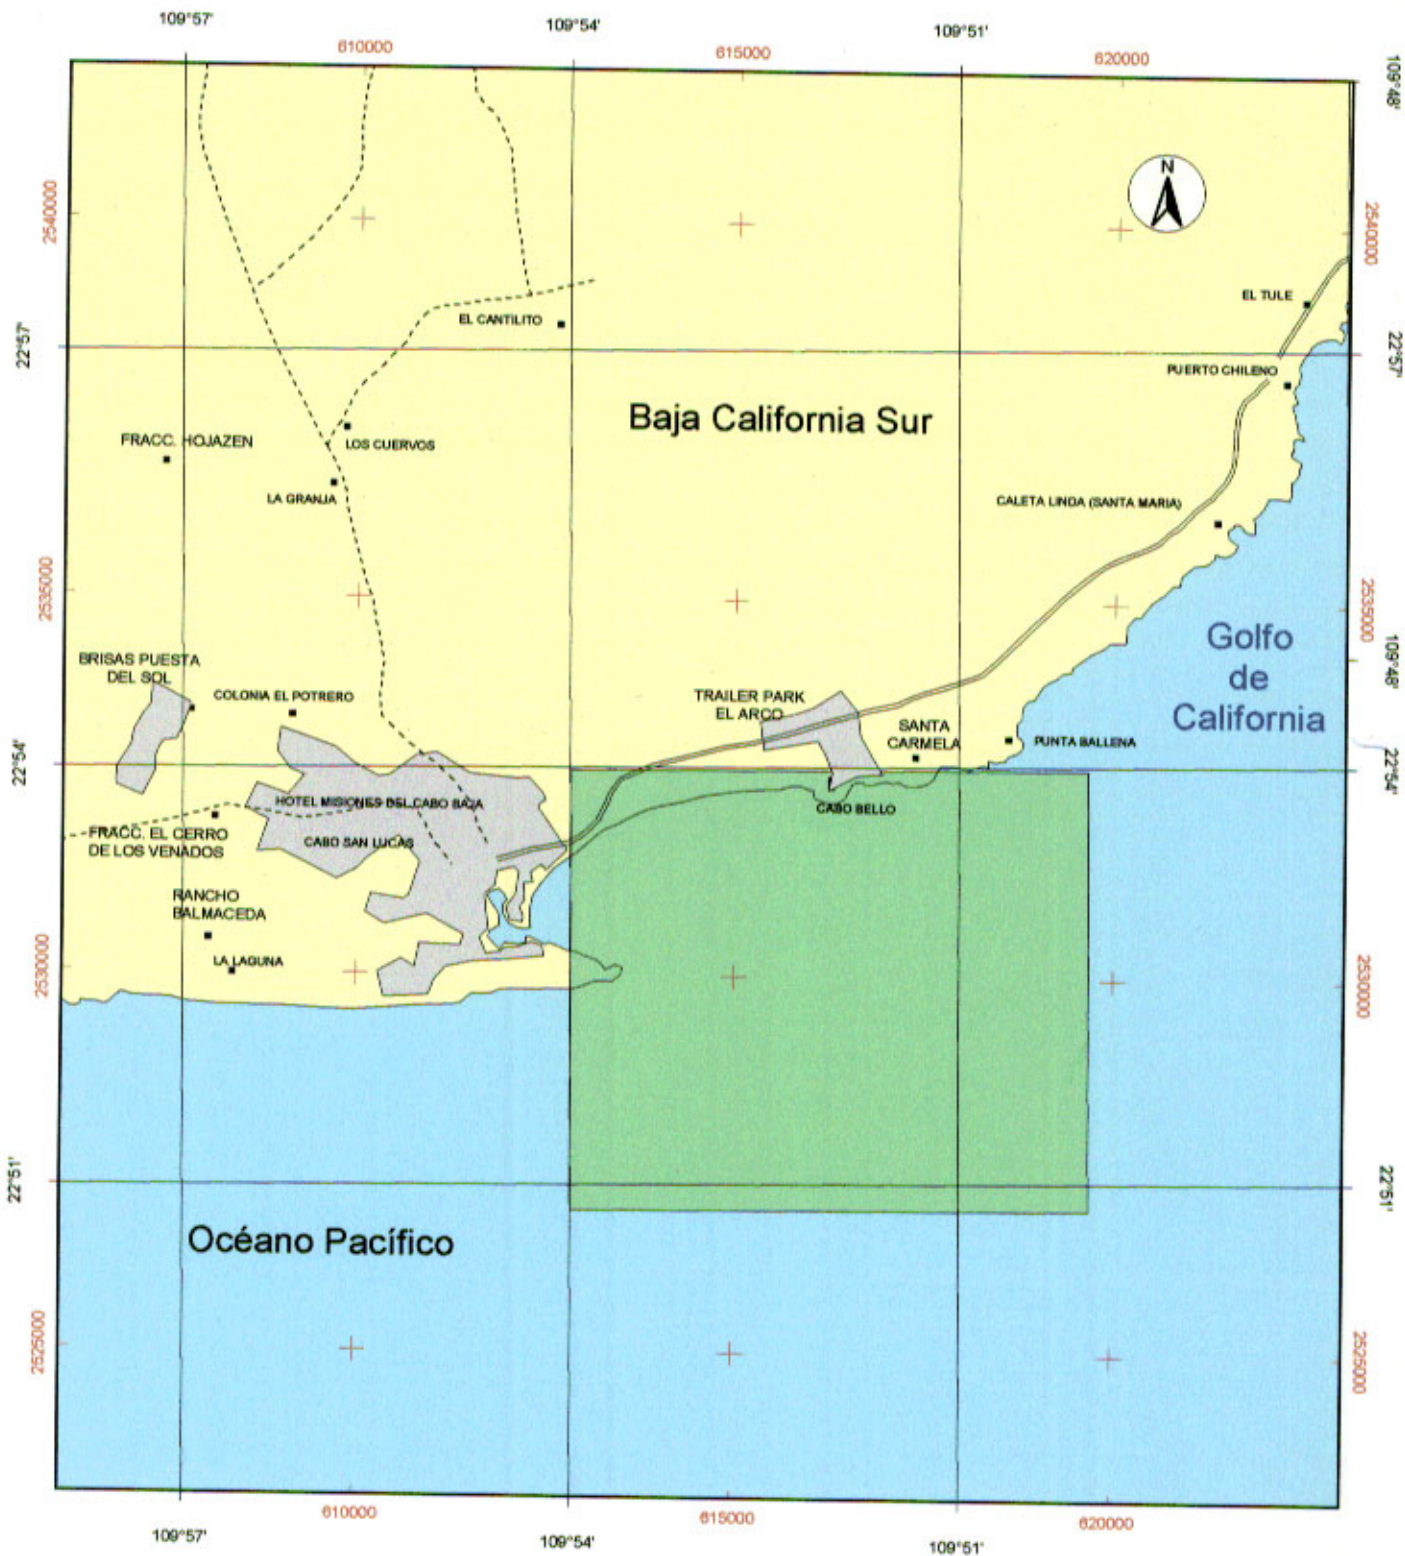 109°57'
109°54'
109°51'
610000
615000
620000
109°48'
N
2540000
2540000
EL TULE
EL CANTILITO
22°57'
22°57'
PUERTO CHILENO
Baja California Sur
FRACC. HOJAZEN
LOS CUERVOS
LA GRANJA
CALETA LINDA (SANTA MARIA)
2535000
2535000
Golfo
de
California
109°48'
BRISAS PUESTA
DEL SOL
COLONIA EL POTRERO
TRAILER PARK
EL ARCO
SANTA
CARMELA
PUNTA BALLENA
22°54'
22°54'
HOTEL MISIONES DEL CABO BAJA
CABO BELLO
FRACC. EL CERRO
DE LOS VENADOS
CABO SAN LUCAS
RANCHO
BALMACEDA
LA LAGUNA
2530000
2530000
22°51'
22°51'
Océano Pacífico
2525000
2525000
610000
615000
620000
109°57'
109°54'
109°51'